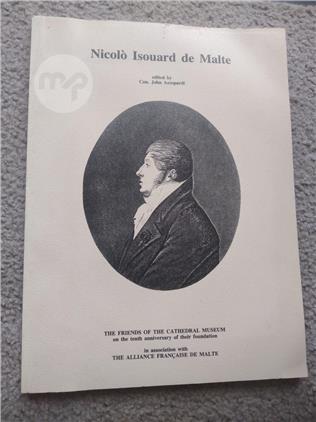 Nicolò Isouard de Malte
edited by
Can. John Azzopardi
THE FRIENDS OF THE CATHEDRAL MUSEUM
on the tenth anniversary of their foundation
in association with
THE ALLIANCE FRANÇAISE DE MALTE